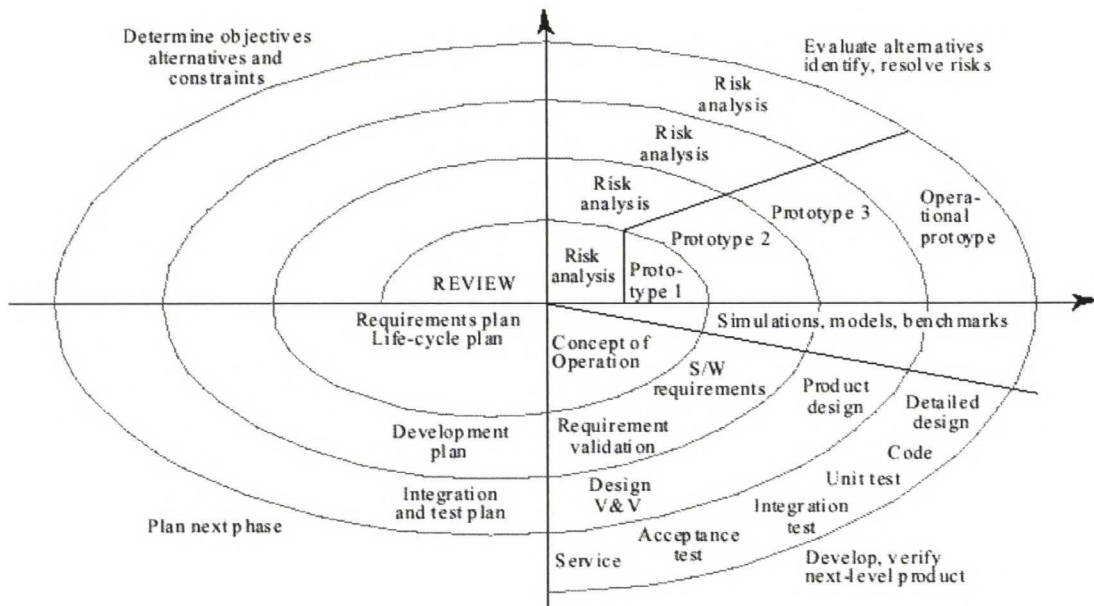 Determine objectives
alternatives and
constraints
Evaluate alternatives
identify, resolve risks
Risk
analysis
Risk
analysis
Risk
analysis
Risk
analysis
Opera-
tional
protoype
Prototype 3
Prototype 2
Proto-
type 1
REVIEW
Requirements plan
Life-cycle plan
Simulations, models, benchmarks
Concept of
Operation
S/W
requirements
Product
design
Detailed
design
Development
plan
Requirement
validation
Code
Unit test
Integration
and test plan
Design
V&V
Integration
test
Plan next phase
Acceptance
test
Service
Develop, verify
next-level product